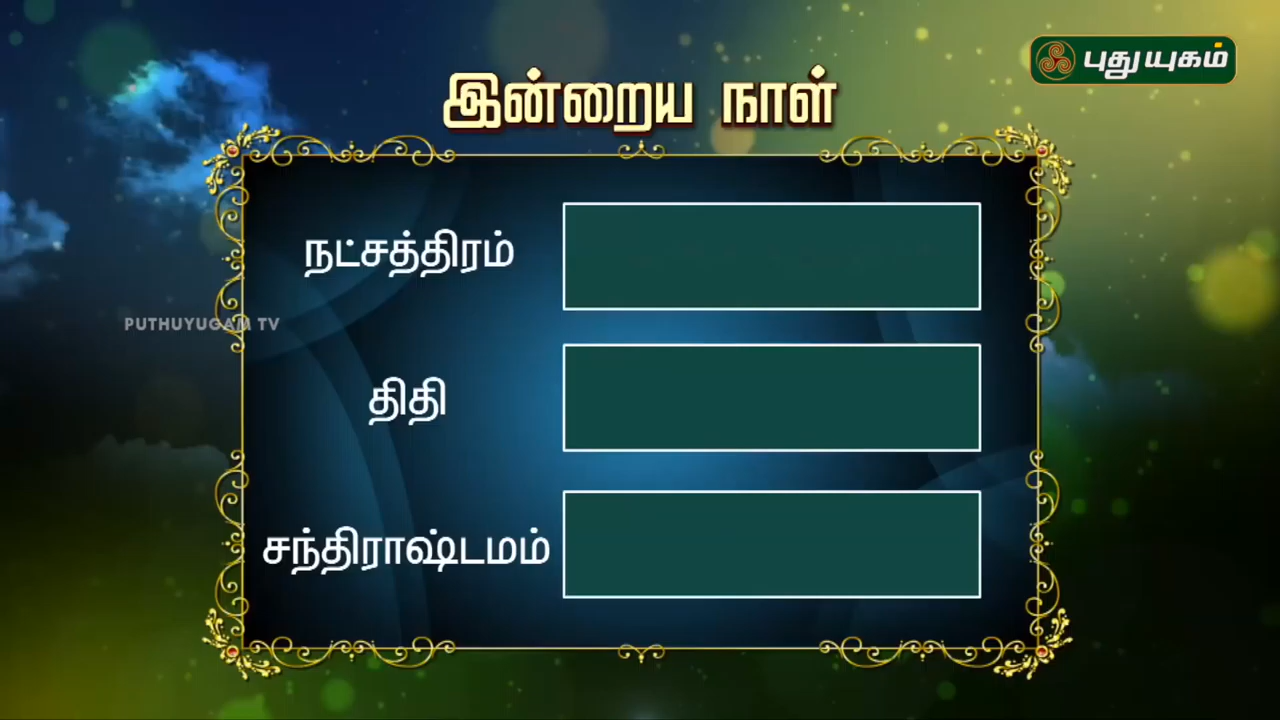 புதுயுகம்
இன்றைய நாள்
நட்சத்திரம்
PUTHUYUGAM TV
திதி
சந்திராஷ்டமம்